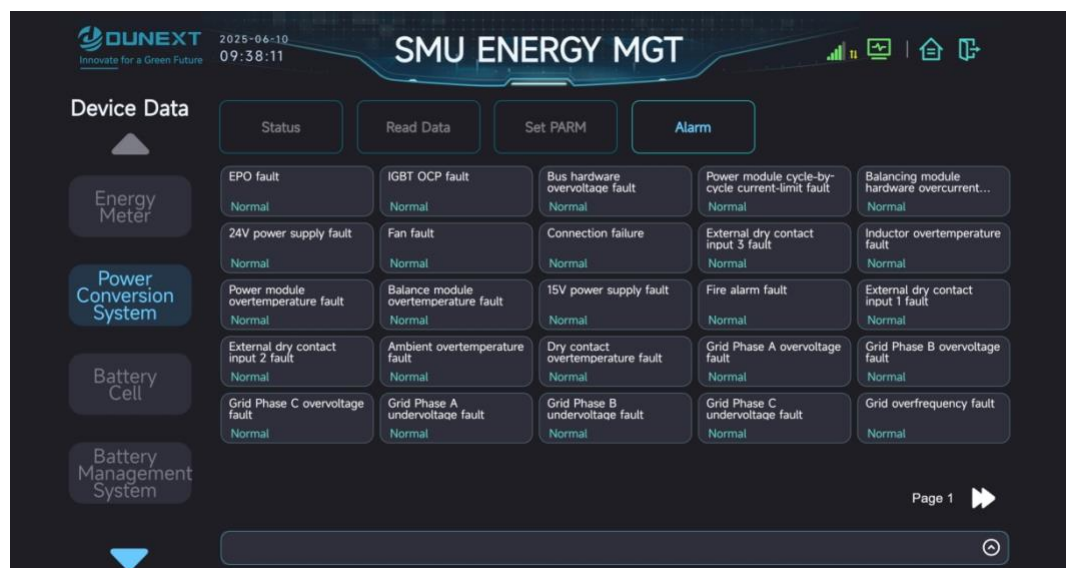 DUNEXT
Innovate for a Green Future
2025-06-10
09:38:11
SMU ENERGY MGT
Device Data
Energy
Meter
Power
Conversion
System
Battery
Cell
Battery
Management
System
Status
Read Data
Set PARM
Alarm
EPO fault
Normal
IGBT OCP fault
Normal
Bus hardware
overvoltage fault
Normal
Power module cycle-by-
cycle current-limit fault
Normal
Balancing module
hardware overcurrent...
Normal
24V power supply fault
Normal
Fan fault
Normal
Connection failure
Normal
External dry contact
input 3 fault
Normal
Inductor overtemperature
fault
Normal
Power module
overtemperature fault
Normal
Balance module
overtemperature fault
Normal
15V power supply fault
Normal
Fire alarm fault
Normal
External dry contact
input 1 fault
Normal
External dry contact
input 2 fault
Normal
Ambient overtemperature
fault
Normal
Dry contact
overtemperature fault
Normal
Grid Phase A overvoltage
fault
Normal
Grid Phase B overvoltage
fault
Normal
Grid Phase C overvoltage
fault
Normal
Grid Phase A
undervoltage fault
Normal
Grid Phase B
undervoltage fault
Normal
Grid Phase C
undervoltage fault
Normal
Grid overfrequency fault
Normal
Page 1